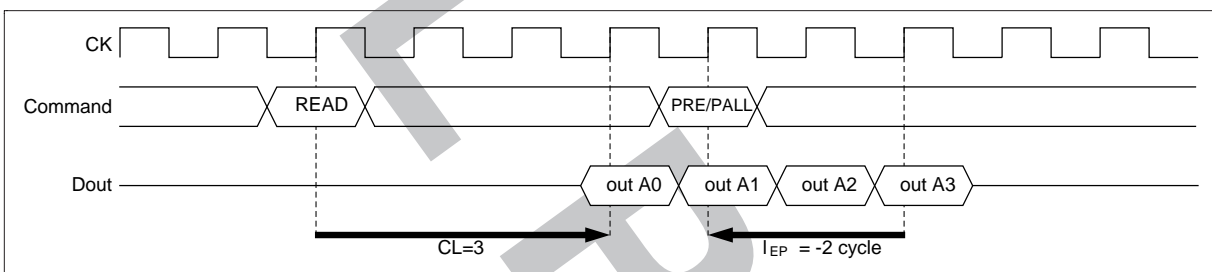 CK
Command READ PRE/PALL
Dout out A0 out A1 out A2 out A3
CL=3 lEP = -2 cycle